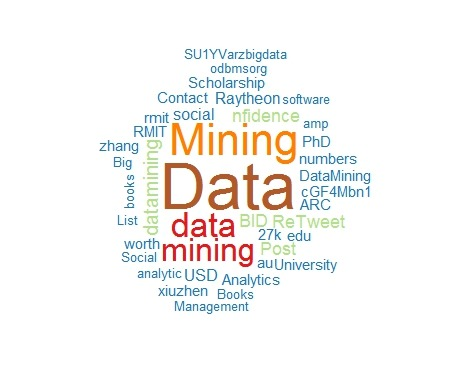 SU1YVarzbigdata
odbmsorg
Scholarship
Contact Raytheon software
rmit social nfidence amp
RMIT Mining PhD
zhang numbers
Big datamining Data DataMining
books cGF4Mbn1
ARC
List data BID ReTweet
worth mining 27k edu
Social Post
analytic USD Analytics au University
xiuzhen Books
Management